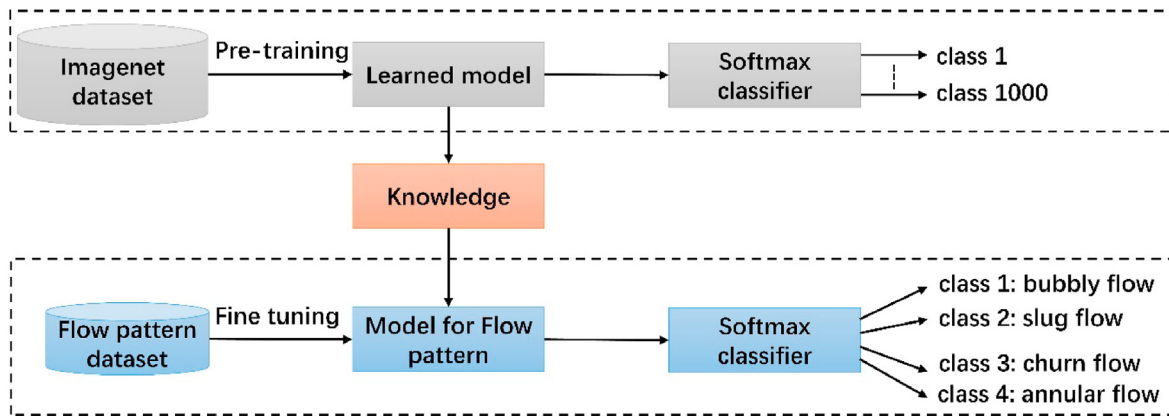 Imagenet
dataset
Pre-training
Learned model
Softmax
classifier
class 1
class 1000
Knowledge
Flow pattern
dataset
Fine tuning
Model for Flow
pattern
Softmax
classifier
class 1: bubbly flow
class 2: slug flow
class 3: churn flow
class 4: annular flow